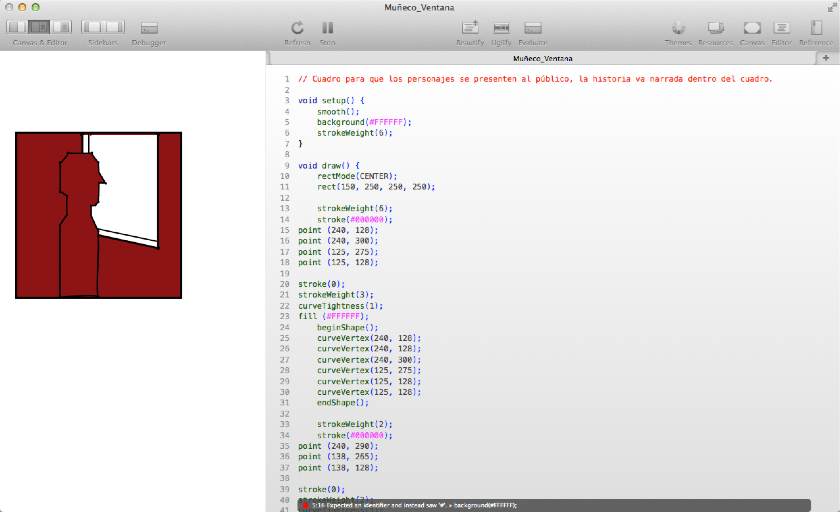 Muñeco_Ventana
Canvas & Editor Sidebars Debugger Refresh Stop Beautify Uglify Evaluate Themes Resources Canvas Editor Reference
Muñeco_Ventana
1 // Cuadro para que los personajes se presenten al público, la historia va narrada dentro del cuadro.
2
3 void setup() {
4 smooth();
5 background(#FFFFFF);
6 strokeWeight(6);
7 }
8
9 void draw() {
10 rectMode(CENTER);
11 rect(150, 250, 250, 250);
12
13 strokeWeight(6);
14 stroke(#000000);
15 point (240, 128);
16 point (240, 300);
17 point (125, 275);
18 point (125, 128);
19
20 stroke(0);
21 strokeWeight(3);
22 curveTightness(1);
23 fill (#FFFFFF);
24 beginShape();
25 curveVertex(240, 128);
26 curveVertex(240, 128);
27 curveVertex(240, 300);
28 curveVertex(125, 275);
29 curveVertex(125, 128);
30 curveVertex(125, 128);
31 endShape();
32
33 strokeWeight(2);
34 stroke(#000000);
35 point (240, 290);
36 point (138, 265);
37 point (138, 128);
38
39 stroke(0);
40
5:16 Expected an identifier and instead saw '#'. » background(#FFFFFF);
41